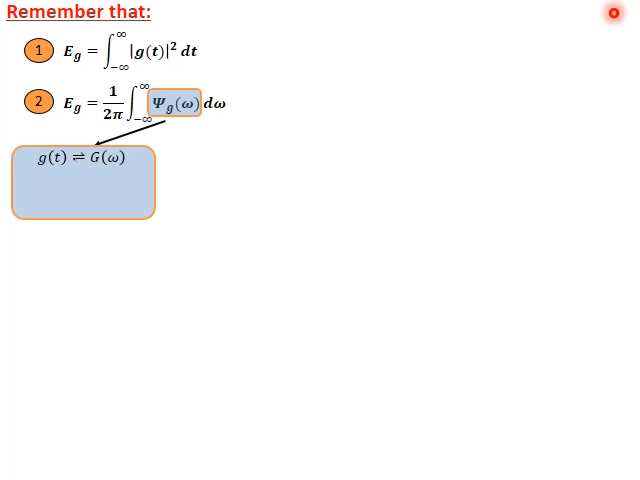 Remember that:
1 E_g = ∫_{-∞}^{∞} |g(t)|² dt
2 E_g = 1/2π ∫_{-∞}^{∞} Ψ_g(ω) dω
g(t) ⇌ G(ω)